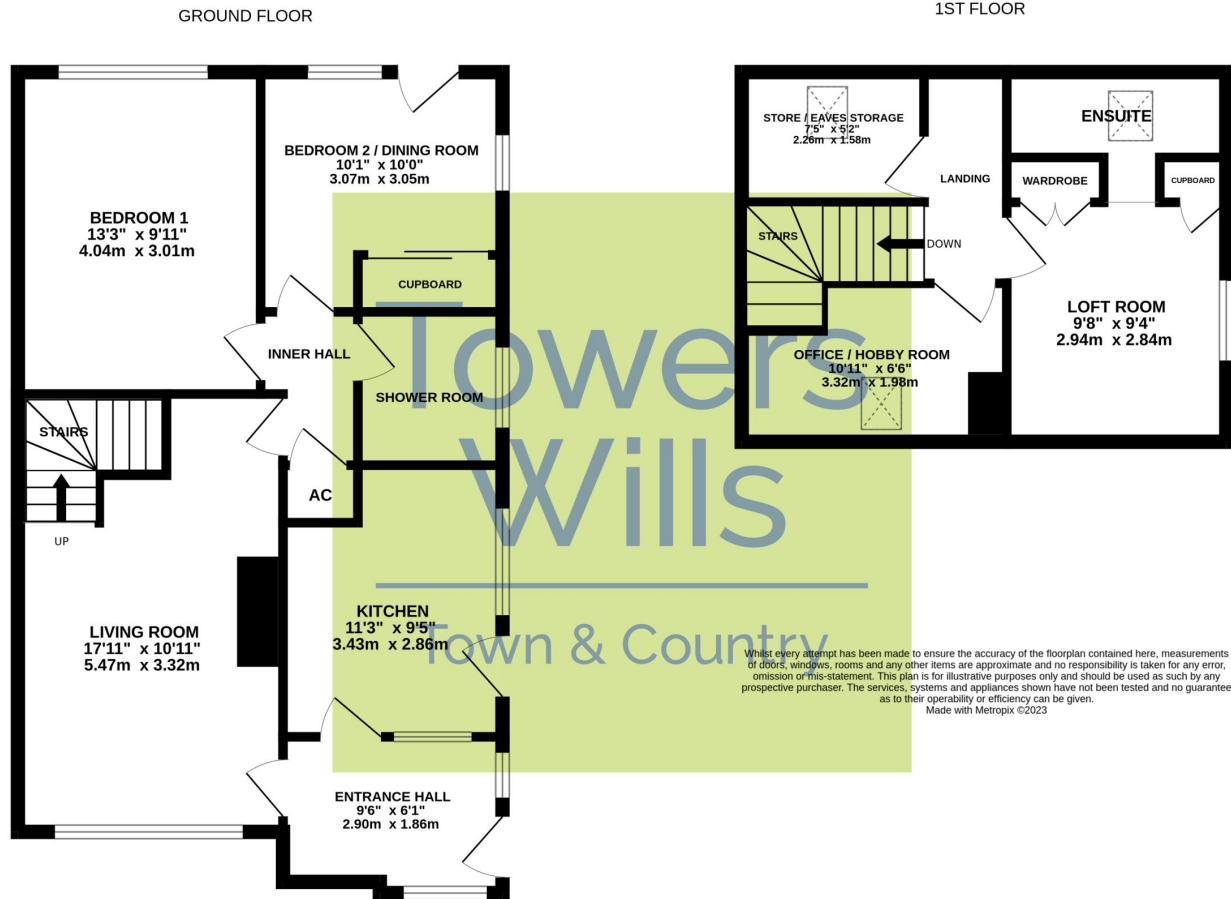 GROUND FLOOR
BEDROOM 1
13'3" x 9'11"
4.04m x 3.01m
BEDROOM 2 / DINING ROOM
10'1" x 10'0"
3.07m x 3.05m
CUPBOARD
INNER HALL
SHOWER ROOM
STAIRS
UP
AC
LIVING ROOM
17'11" x 10'11"
5.47m x 3.32m
KITCHEN
11'3" x 9'5"
3.43m x 2.86m
ENTRANCE HALL
9'6" x 6'1"
2.90m x 1.86m
1ST FLOOR
STORE / EAVES STORAGE
7'5" x 5'2"
2.26m x 1.58m
LANDING
ENSUITE
WARDROBE
CUPBOARD
STAIRS
DOWN
LOFT ROOM
9'8" x 9'4"
2.94m x 2.84m
OFFICE / HOBBY ROOM
10'11" x 6'6"
3.32m x 1.98m
Towers
Wills
Town & Country
Whilst every attempt has been made to ensure the accuracy of the floorplan contained here, measurements
of doors, windows, rooms and any other items are approximate and no responsibility is taken for any error,
omission or mis-statement. This plan is for illustrative purposes only and should be used as such by any
prospective purchaser. The services, systems and appliances shown have not been tested and no guarantee
as to their operability or efficiency can be given.
Made with Metropix ©2023